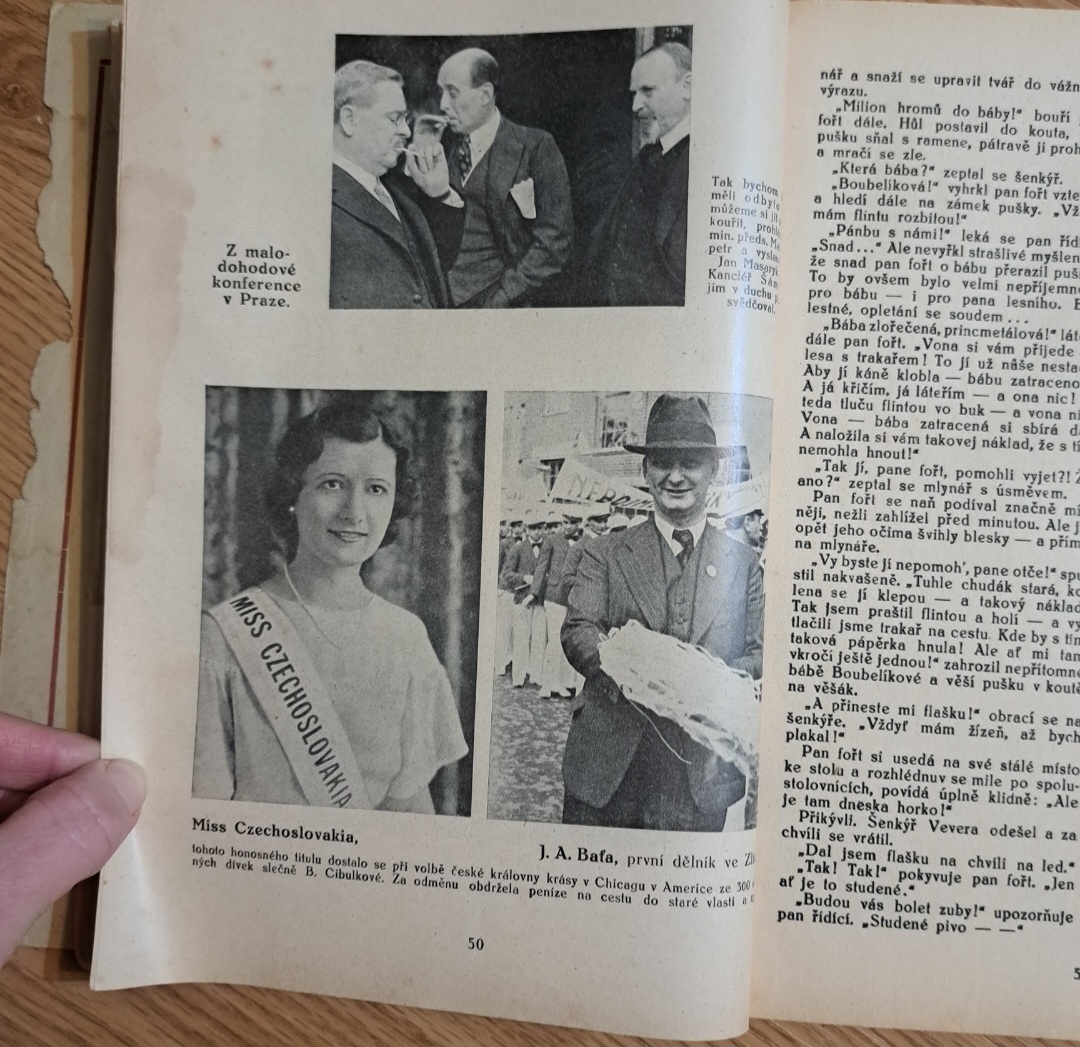 Z malo-
dohodové
konference
v Praze.
Tak bychom
měli odbyto
můžeme si jít
kouřit, prohl
min. předs. M
petr a vysla
Jan Masaryk
Kancléř Šám
jim v duchu
svědčoval.
MISS CZECHOSLOVAKIA
Miss Czechoslovakia,
tohoto honosného titulu dostalo se při volbě české královny krásy v Chicagu v Americe ze 300
ných dívek slečně B. Cibulkové. Za odměnu obdržela peníze na cestu do staré vlasti a
J. A. Baťa, první dělník ve Zlí
50
nář a snaží se upravit tvář do vážn
výrazu.
„Milion hromů do báby!“ bouří
fořt dále. Hůl postavil do kouta,
pušku sňal s ramene, pátravě ji proh
a mračí se zle.
„Která bába?“ zeptal se šenkýř.
„Boubelíková!“ vyhrkl pan fořt vzte
a hledí dále na zámek pušky. „Vž
mám flintu rozbitou!“
„Pánbu s námi!“ leká se pan říd
„Snad...“ Ale nevyřkl strašlivé myšlen
že snad pan fořt o bábu přerazil puš
To by ovšem bylo velmi nepříjemn
pro bábu — i pro pana lesního. B
lestné, opletání se soudem ...
„Bába zlořečená, princmetálová!“ lát
dále pan fořt. „Vona si vám přijede
lesa s trakařem! To jí už náše nesta
Aby jí káně klobla — bábu zatraceno
A já křičím, já láteřím — a ona nic!
teda tluču flintou vo buk — a vona ni
Vona — bába zatracená si sbírá d
A naložila si vám takovej náklad, že s t
nemohla hnout!“
„Tak jí, pane fořt, pomohli vyjet?! Ž
ano?“ zeptal se mlynář s úsměvem.
Pan fořt se naň podíval značně mí
něji, nežli zahlížel před minutou. Ale j
opět jeho očima švihly blesky — a přím
na mlynáře.
„Vy byste jí nepomoh’, pane otče!“ spu
stil nakvašeně. „Tuhle chudák stará, ko
lena se jí klepou — a takový náklad
Tak jsem praštil flintou a holí — a vy
tlačili jsme trakař na cestu. Kde by s tím
taková pápěrka hnula! Ale ať mi tam
vkročí ještě jednou!“ zahrozil nepřítomné
bábě Boubelíkové a věší pušku v koutě
na věšák.
„A přineste mi flašku!“ obrací se na
šenkýře. „Vždyť mám žízeň, až bych
plakal!“
Pan fořt si usedá na své stálé místo
ke stolu a rozhlédnuv se mile po spolu-
stolovnících, povídá úplně klidně: „Ale
je tam dneska horko!“
Přikývli. Šenkýř Vevera odešel a za
chvíli se vrátil.
„Dal jsem flašku na chvíli na led.“
„Tak! Tak!“ pokyvuje pan fořt. „Jen
ať je to studené.“
„Budou vás bolet zuby!“ upozorňuje
pan řídící. „Studené pivo — —“
5